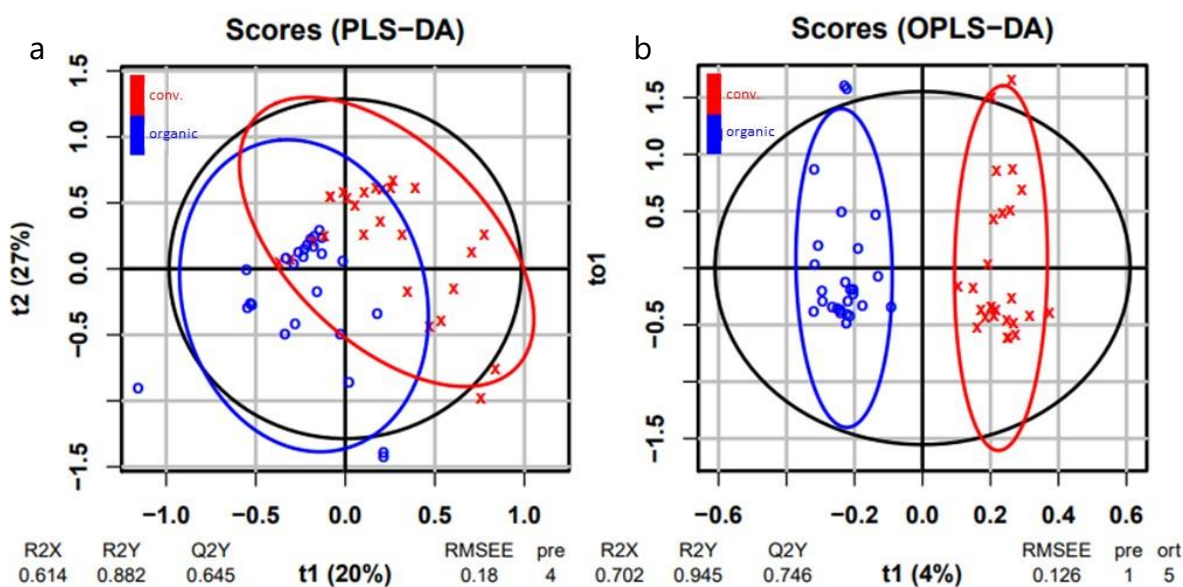 a
Scores (PLS−DA)
conv.
organic
t2 (27%)
1.5
1.0
0.5
0.0
−0.5
−1.5
−1.0
−0.5
0.0
0.5
1.0
R2X R2Y Q2Y RMSEE pre
0.614 0.882 0.645 t1 (20%) 0.18 4
b
Scores (OPLS−DA)
conv.
organic
to1
1.5
1.0
0.5
0.0
−0.5
−1.5
−0.6
−0.2
0.0
0.2
0.4
0.6
R2X R2Y Q2Y RMSEE pre ort
0.702 0.945 0.746 t1 (4%) 0.126 1 5